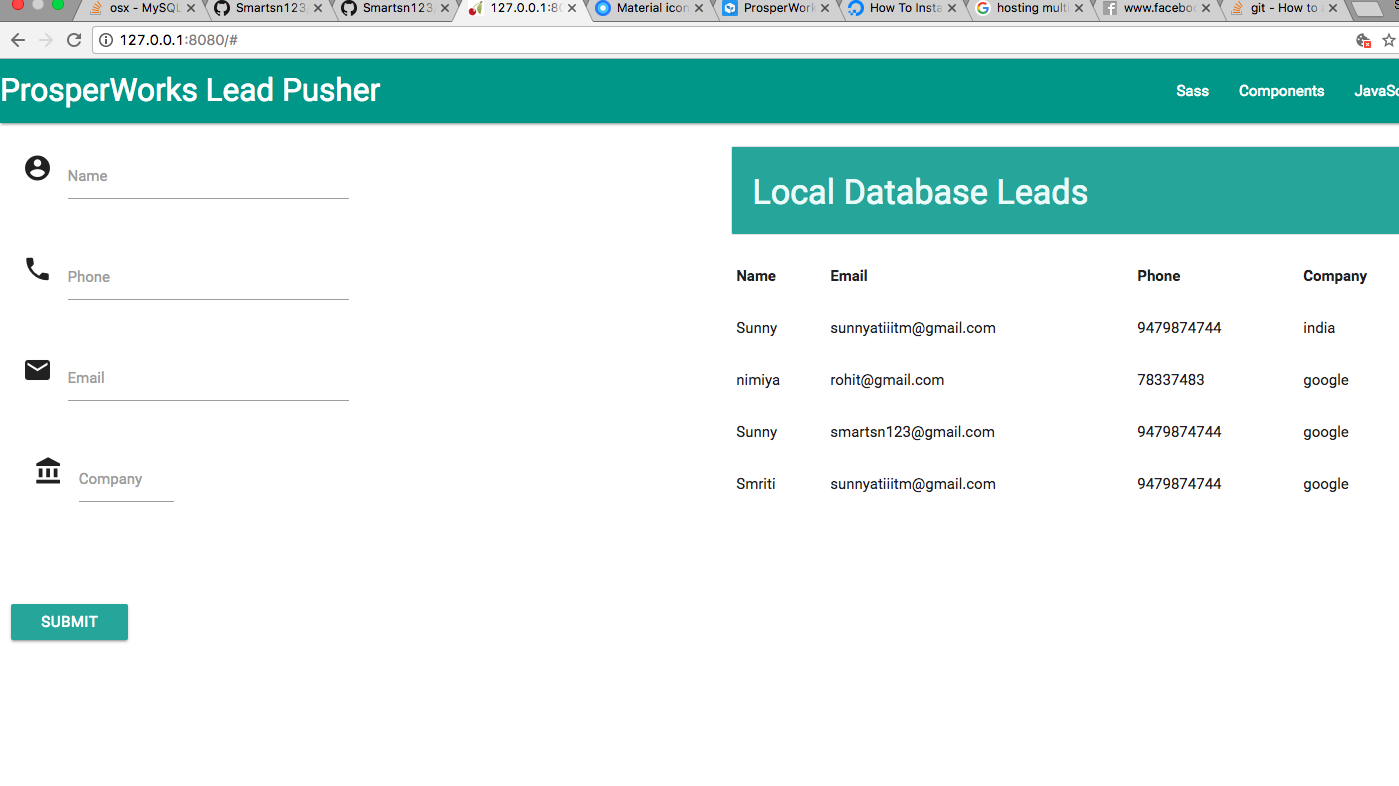 osx - MySQL Smartsn123 Smartsn123 127.0.0.1:80 Material icon ProsperWork How To Insta hosting mult www.facebo git - How to
127.0.0.1:8080/#
ProsperWorks Lead Pusher Sass Components JavaSc
Name
Phone
Email
Company
SUBMIT
Local Database Leads
Name Email Phone Company
Sunny sunnyatiiitm@gmail.com 9479874744 india
nimiya rohit@gmail.com 78337483 google
Sunny smartsn123@gmail.com 9479874744 google
Smriti sunnyatiiitm@gmail.com 9479874744 google